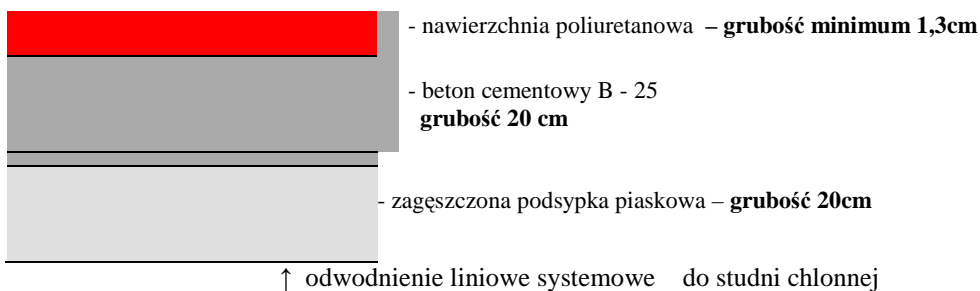 - nawierzchnia poliuretanowa – grubość minimum 1,3cm
- beton cementowy B - 25
grubość 20 cm
- zagęszczona podsypka piaskowa – grubość 20cm
↑ odwodnienie liniowe systemowe do studni chlonnej